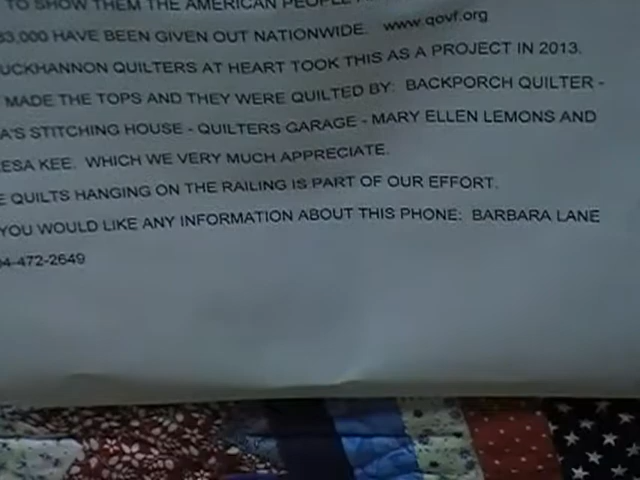 TO SHOW THEM THE AMERICAN PEOPLE
83,000 HAVE BEEN GIVEN OUT NATIONWIDE. www.qovf.org
UCKHANNON QUILTERS AT HEART TOOK THIS AS A PROJECT IN 2013.
MADE THE TOPS AND THEY WERE QUILTED BY: BACKPORCH QUILTER -
A'S STITCHING HOUSE - QUILTERS GARAGE - MARY ELLEN LEMONS AND
ESA KEE. WHICH WE VERY MUCH APPRECIATE.
E QUILTS HANGING ON THE RAILING IS PART OF OUR EFFORT.
YOU WOULD LIKE ANY INFORMATION ABOUT THIS PHONE: BARBARA LANE
04-472-2649